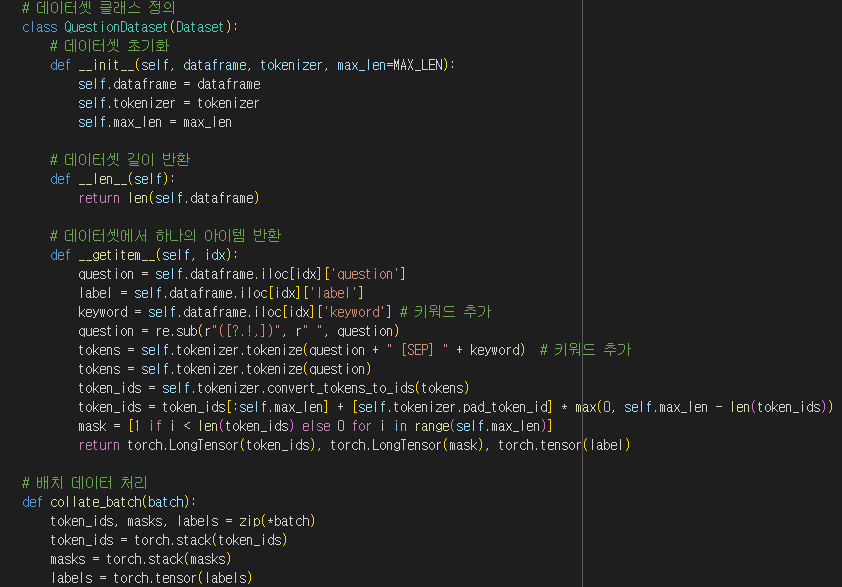 # 데이터셋 클래스 정의
class QuestionDataset(Dataset):
    # 데이터셋 초기화
    def __init__(self, dataframe, tokenizer, max_len=MAX_LEN):
        self.dataframe = dataframe
        self.tokenizer = tokenizer
        self.max_len = max_len

    # 데이터셋 길이 반환
    def __len__(self):
        return len(self.dataframe)

    # 데이터셋에서 하나의 아이템 반환
    def __getitem__(self, idx):
        question = self.dataframe.iloc[idx]['question']
        label = self.dataframe.iloc[idx]['label']
        keyword = self.dataframe.iloc[idx]['keyword'] # 키워드 추가
        question = re.sub(r"([?.!,])", r" ", question)
        tokens = self.tokenizer.tokenize(question + " [SEP] " + keyword)  # 키워드 추가
        tokens = self.tokenizer.tokenize(question)
        token_ids = self.tokenizer.convert_tokens_to_ids(tokens)
        token_ids = token_ids[:self.max_len] + [self.tokenizer.pad_token_id] * max(0, self.max_len - len(token_ids))
        mask = [1 if i < len(token_ids) else 0 for i in range(self.max_len)]
        return torch.LongTensor(token_ids), torch.LongTensor(mask), torch.tensor(label)

# 배치 데이터 처리
def collate_batch(batch):
    token_ids, masks, labels = zip(*batch)
    token_ids = torch.stack(token_ids)
    masks = torch.stack(masks)
    labels = torch.tensor(labels)